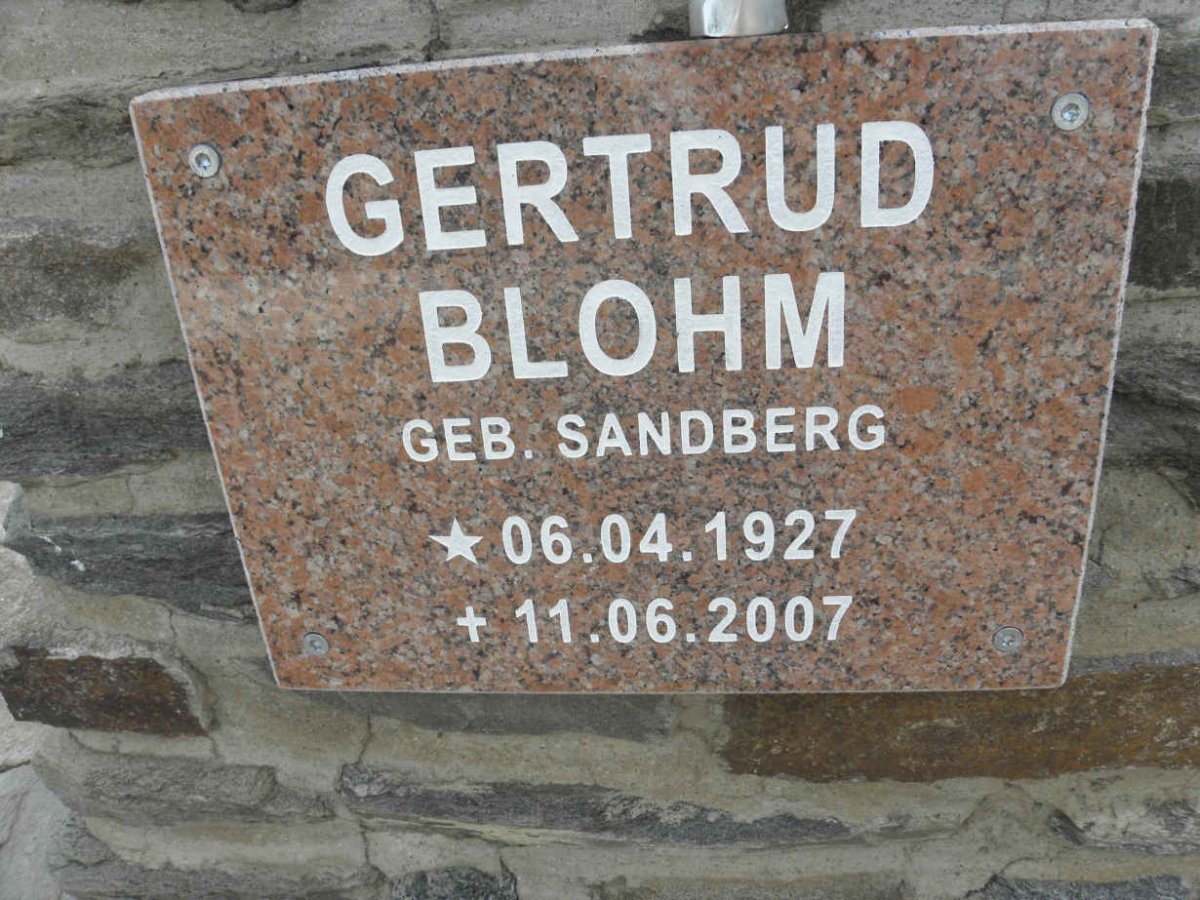 GERTRUD
BLOHM
GEB. SANDBERG
★ 06.04.1927
+ 11.06.2007